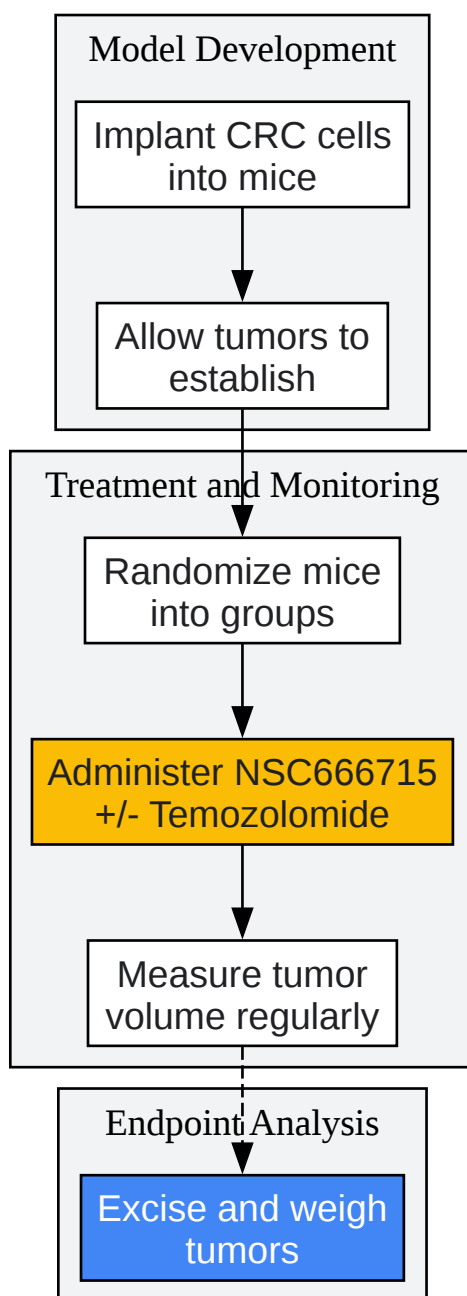 Model Development
Implant CRC cells
into mice
Allow tumors to
establish
Treatment and Monitoring
Randomize mice
into groups
Administer NSC666715
+/- Temozolomide
Measure tumor
volume regularly
Endpoint Analysis
Excise and weigh
tumors